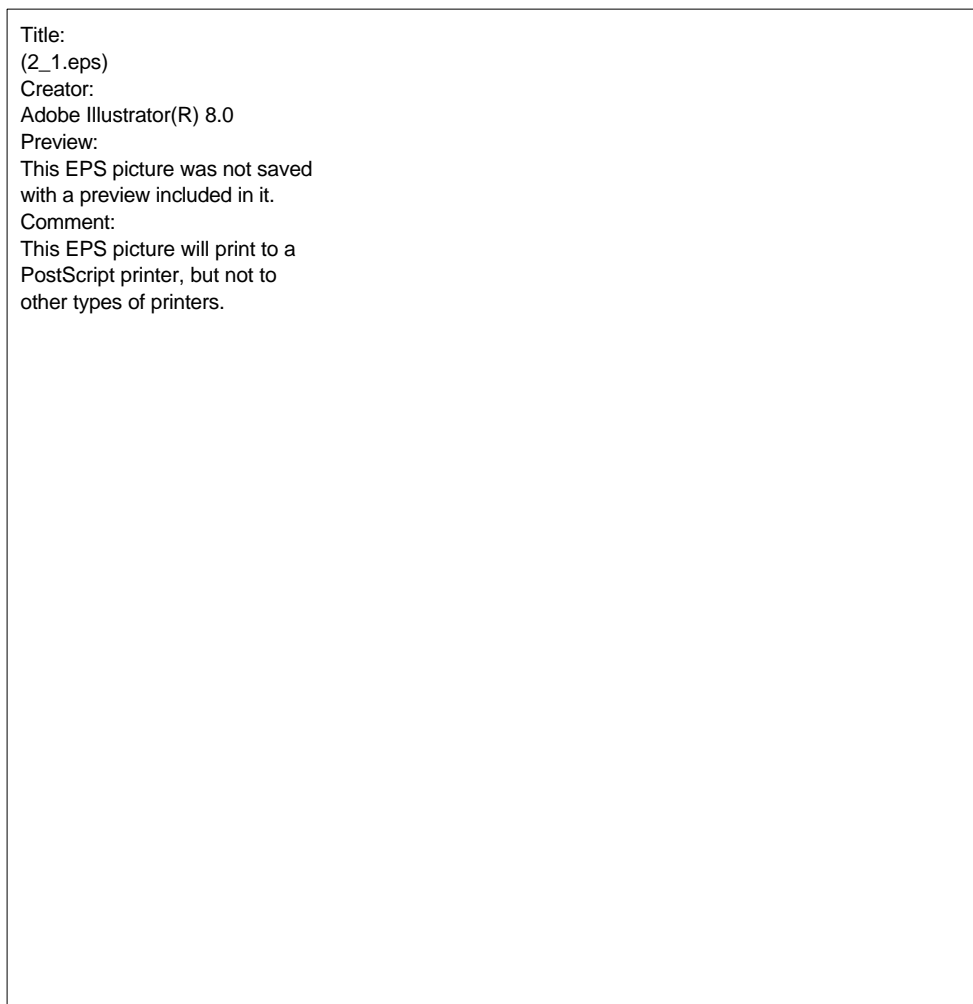 Title:
(2_1.eps)
Creator:
Adobe Illustrator(R) 8.0
Preview:
This EPS picture was not saved
with a preview included in it.
Comment:
This EPS picture will print to a
PostScript printer, but not to
other types of printers.